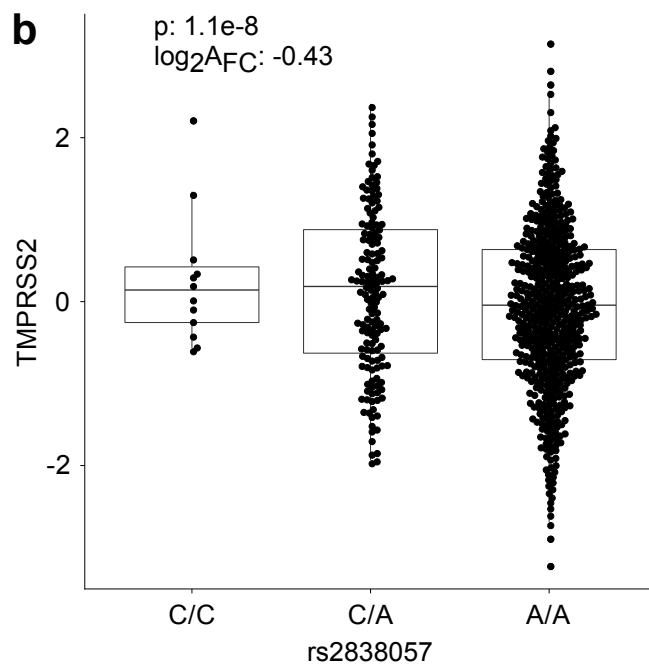 b
p: 1.1e-8
log2AFC: -0.43
TMPRSS2
2
0
-2
C/C
C/A
A/A
rs2838057